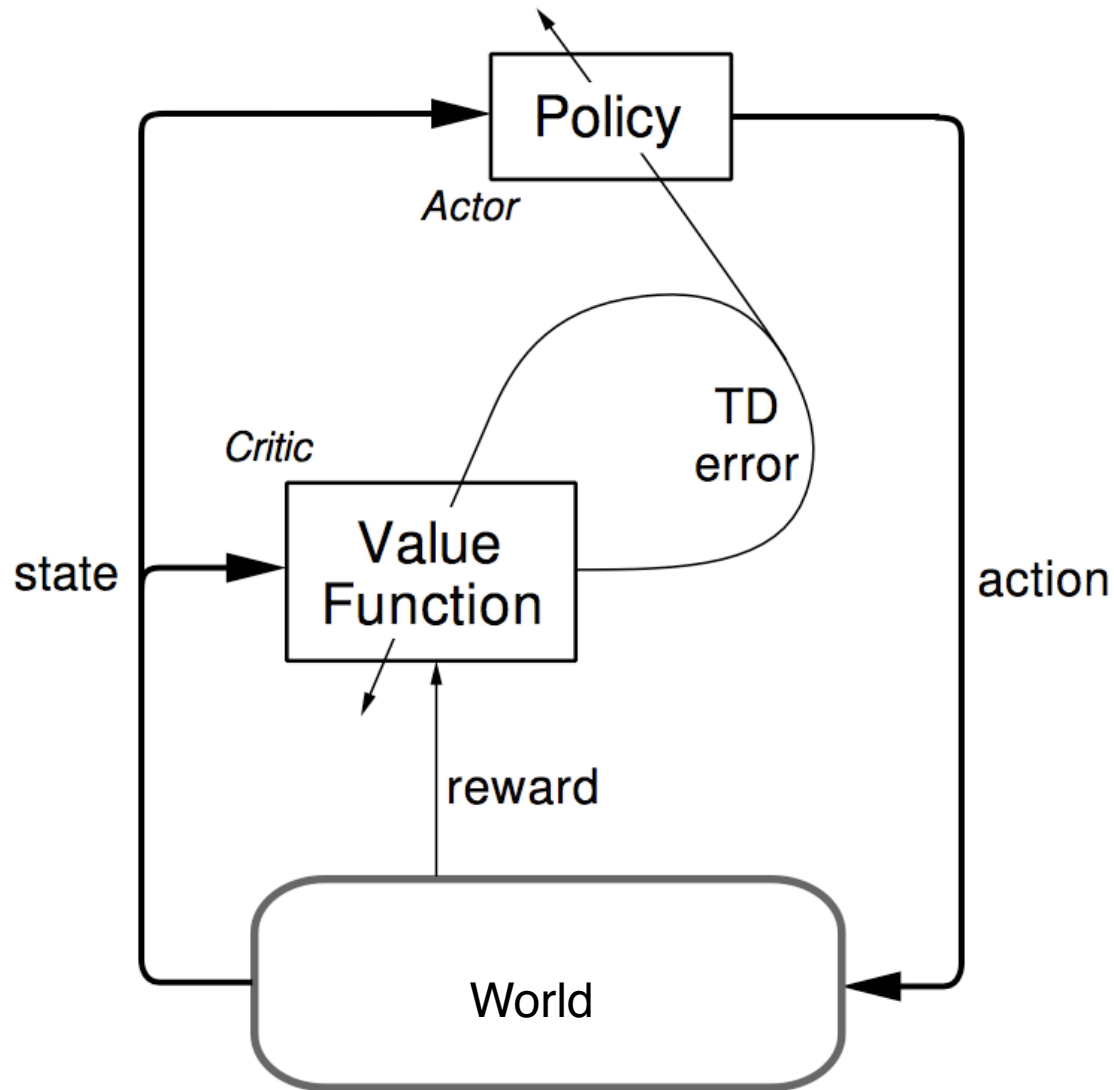 Policy
Actor
TD
error
Critic
Value
Function
state
action
reward
World